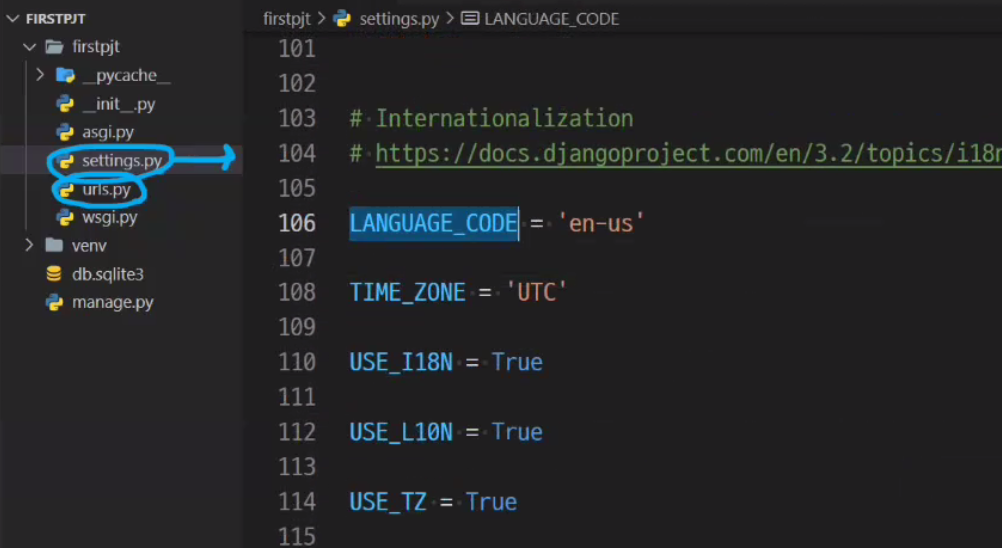 FIRSTPJT
firstpjt
__pycache__
__init__.py
asgi.py
settings.py
urls.py
wsgi.py
venv
db.sqlite3
manage.py
firstpjt > settings.py > LANGUAGE_CODE
101
102
103 # Internationalization
104 # https://docs.djangoproject.com/en/3.2/topics/i18n
105
106 LANGUAGE_CODE = 'en-us'
107
108 TIME_ZONE = 'UTC'
109
110 USE_I18N = True
111
112 USE_L10N = True
113
114 USE_TZ = True
115